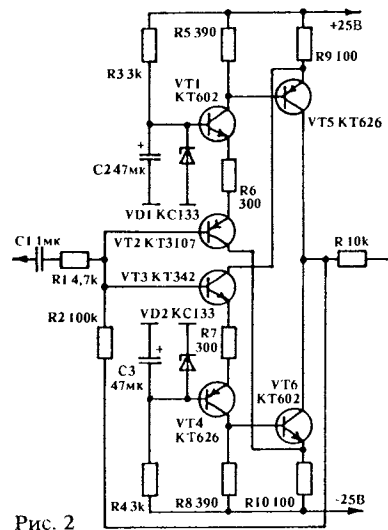 R5 390
+25В
R3 3k
R9 100
VT1
КТ602
VT5 КТ626
+
C2 47мк
R6
300
VD1 КС133
VT2 КТ3107
C1 1мк
R 10k
VT3 КТ342
R1 4,7k
VD2 КС133
R2 100k
R7
300
+
C3
47мк
VT6
КТ602
VT4
КТ626
R4 3k
R8 390
R10 100
-25В
Рис. 2